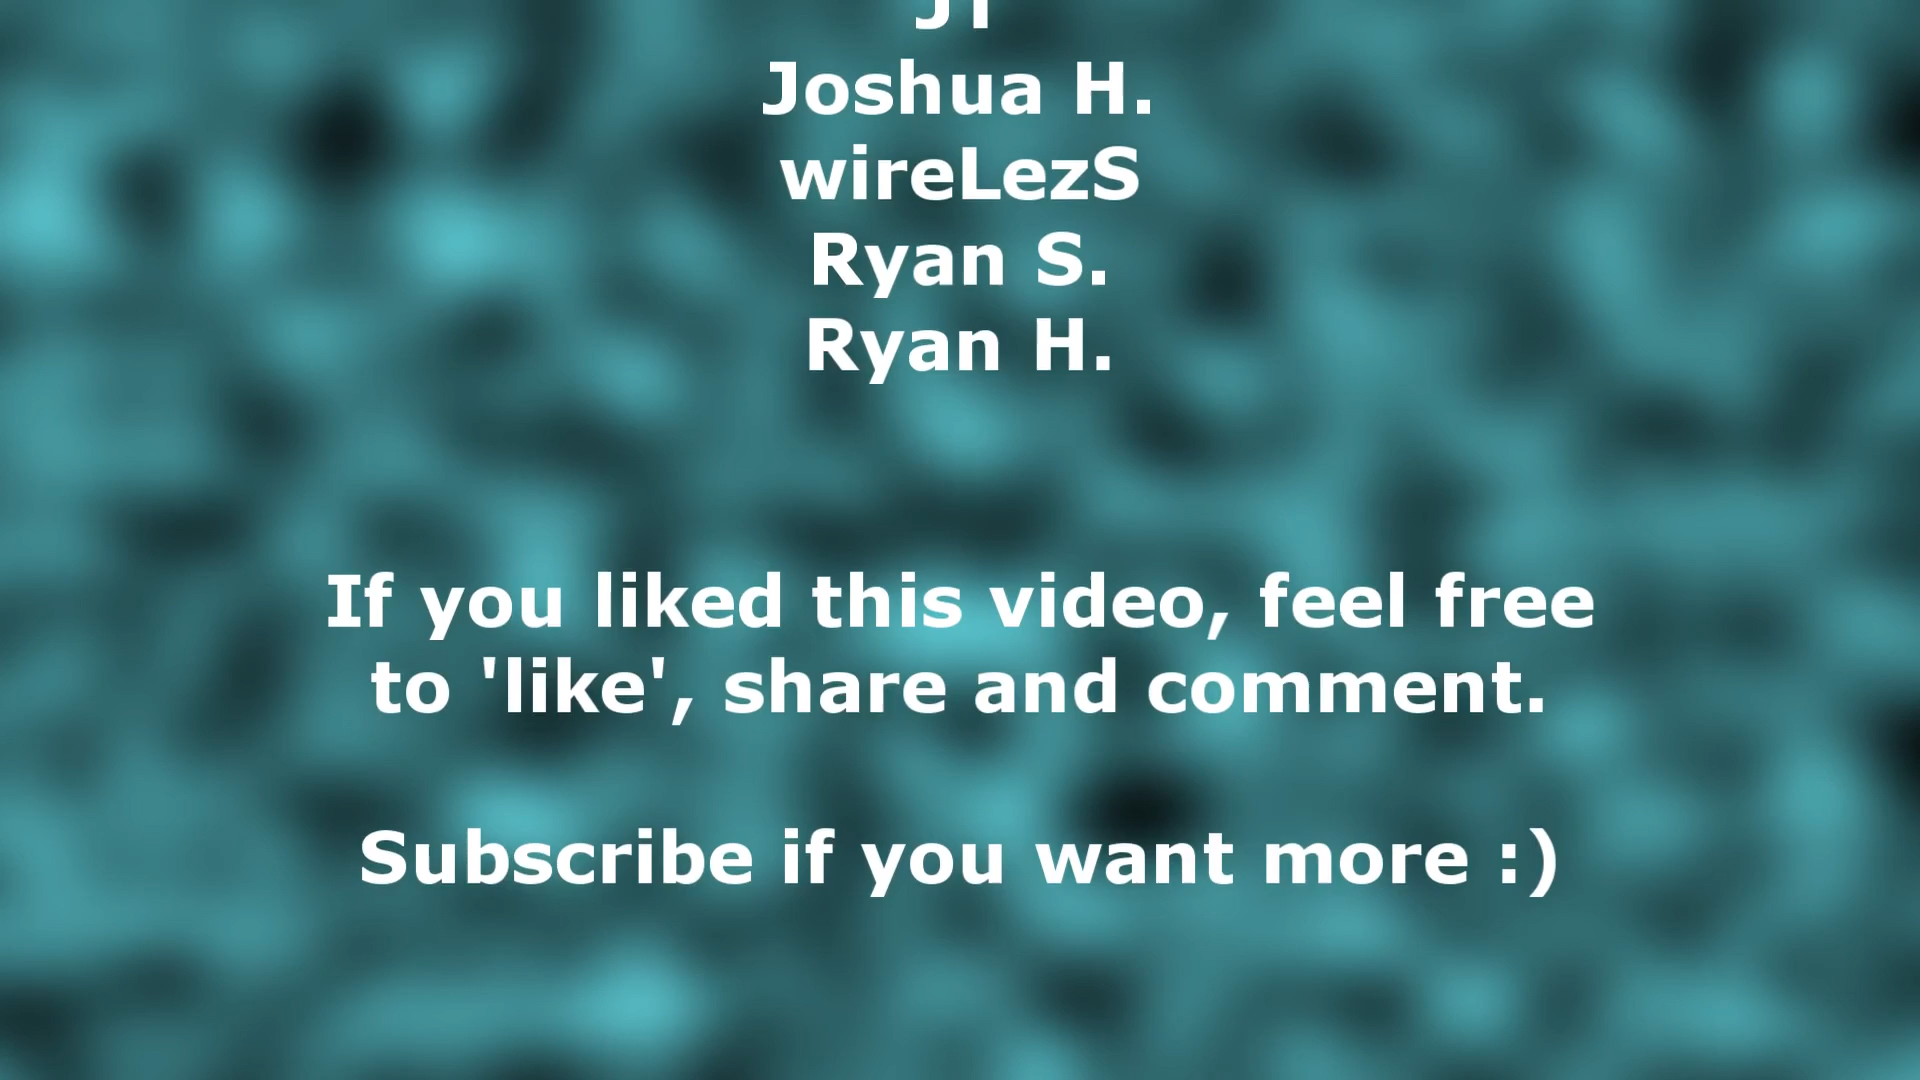 JT
Joshua H.
wireLezS
Ryan S.
Ryan H.
If you liked this video, feel free
to 'like', share and comment.
Subscribe if you want more :)